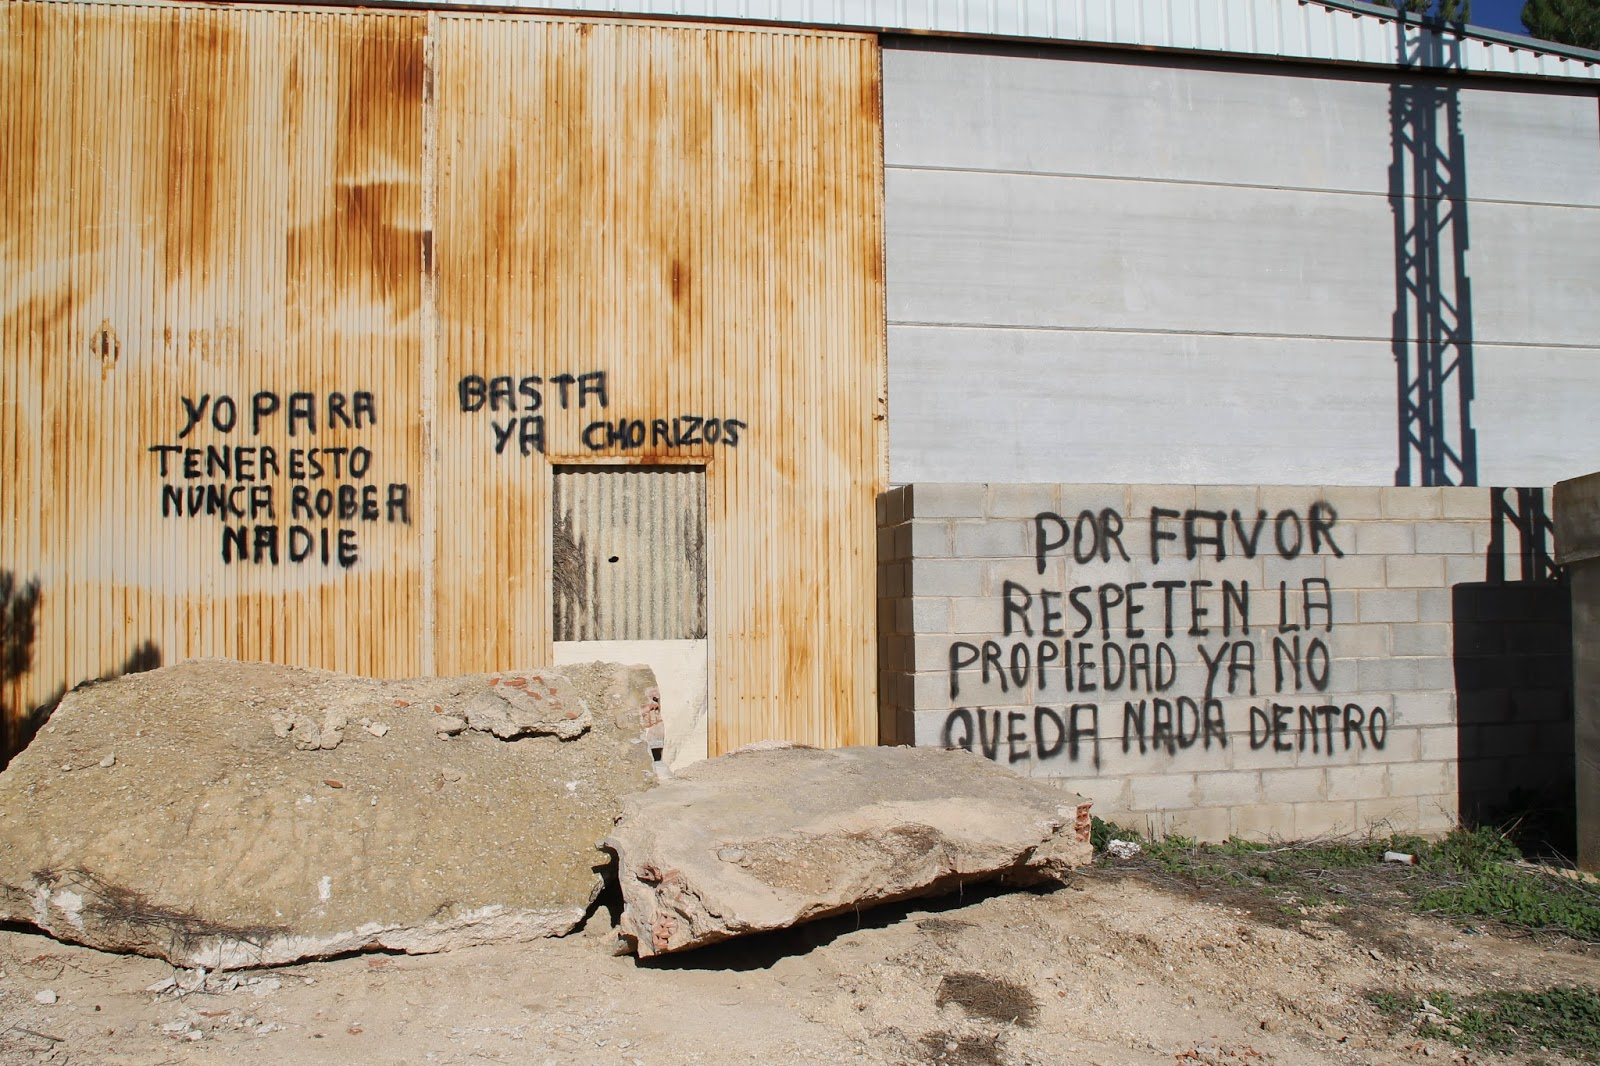 YO PARA
TENER ESTO
NUNCA ROBE A
NADIE
BASTA
YA CHORIZOS
POR FAVOR
RESPETEN LA
PROPIEDAD YA NO
QUEDA NADA DENTRO